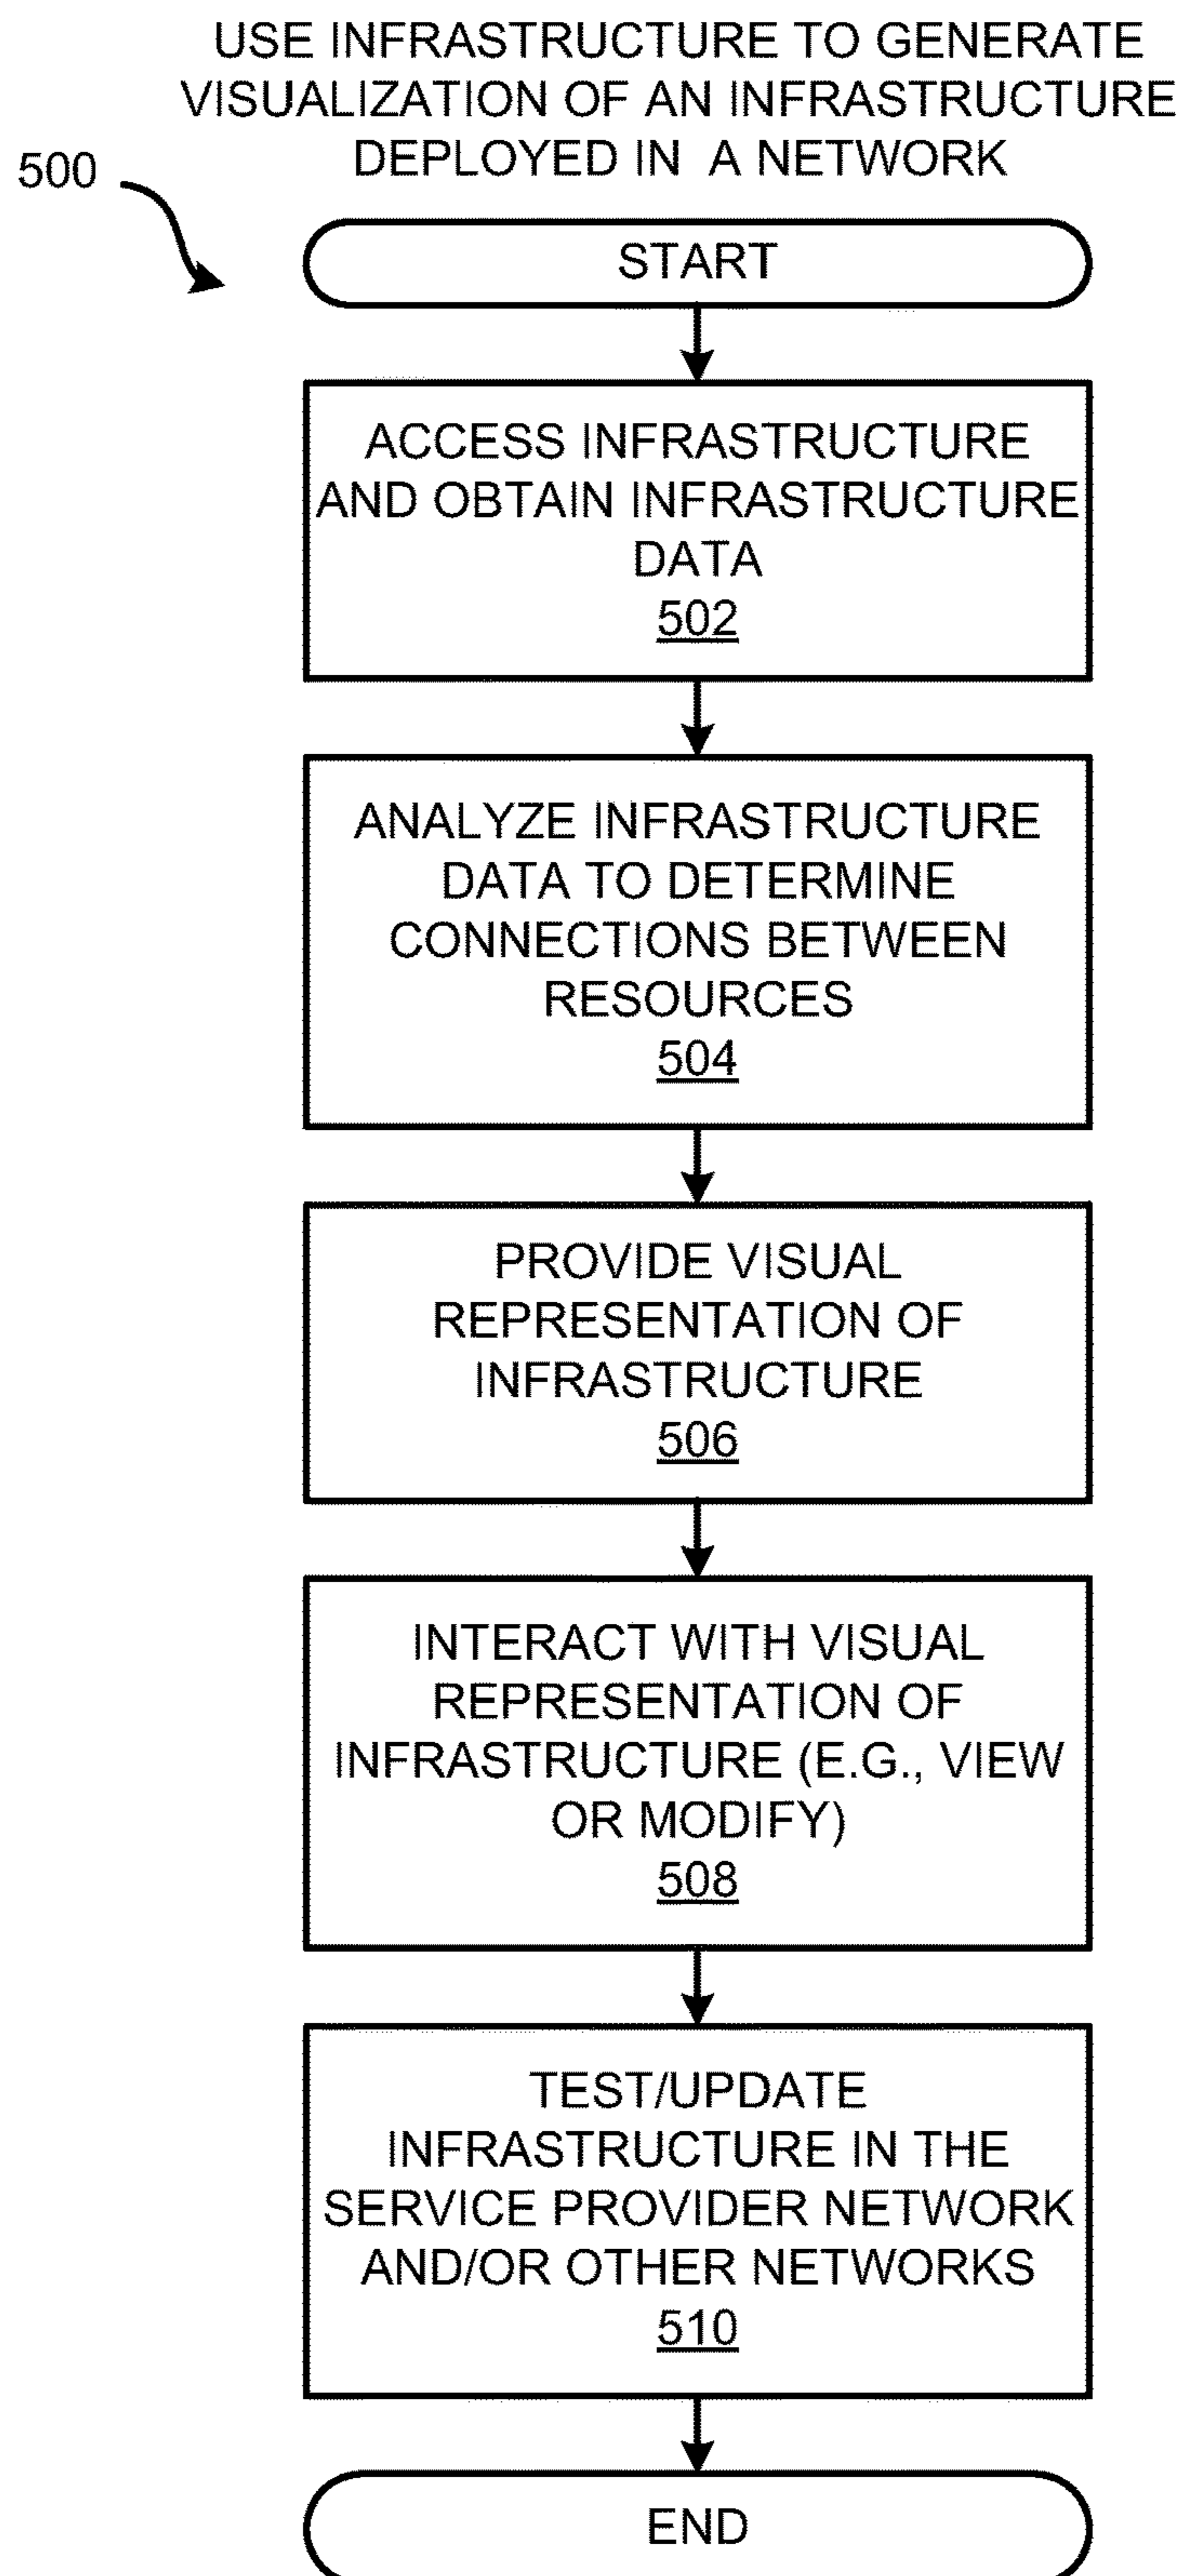 USE INFRASTRUCTURE TO GENERATE
VISUALIZATION OF AN INFRASTRUCTURE
DEPLOYED IN A NETWORK
500
START
ACCESS INFRASTRUCTURE
AND OBTAIN INFRASTRUCTURE
DATA
502
ANALYZE INFRASTRUCTURE
DATA TO DETERMINE
CONNECTIONS BETWEEN
RESOURCES
504
PROVIDE VISUAL
REPRESENTATION OF
INFRASTRUCTURE
506
INTERACT WITH VISUAL
REPRESENTATION OF
INFRASTRUCTURE (E.G., VIEW
OR MODIFY)
508
TEST/UPDATE
INFRASTRUCTURE IN THE
SERVICE PROVIDER NETWORK
AND/OR OTHER NETWORKS
510
END